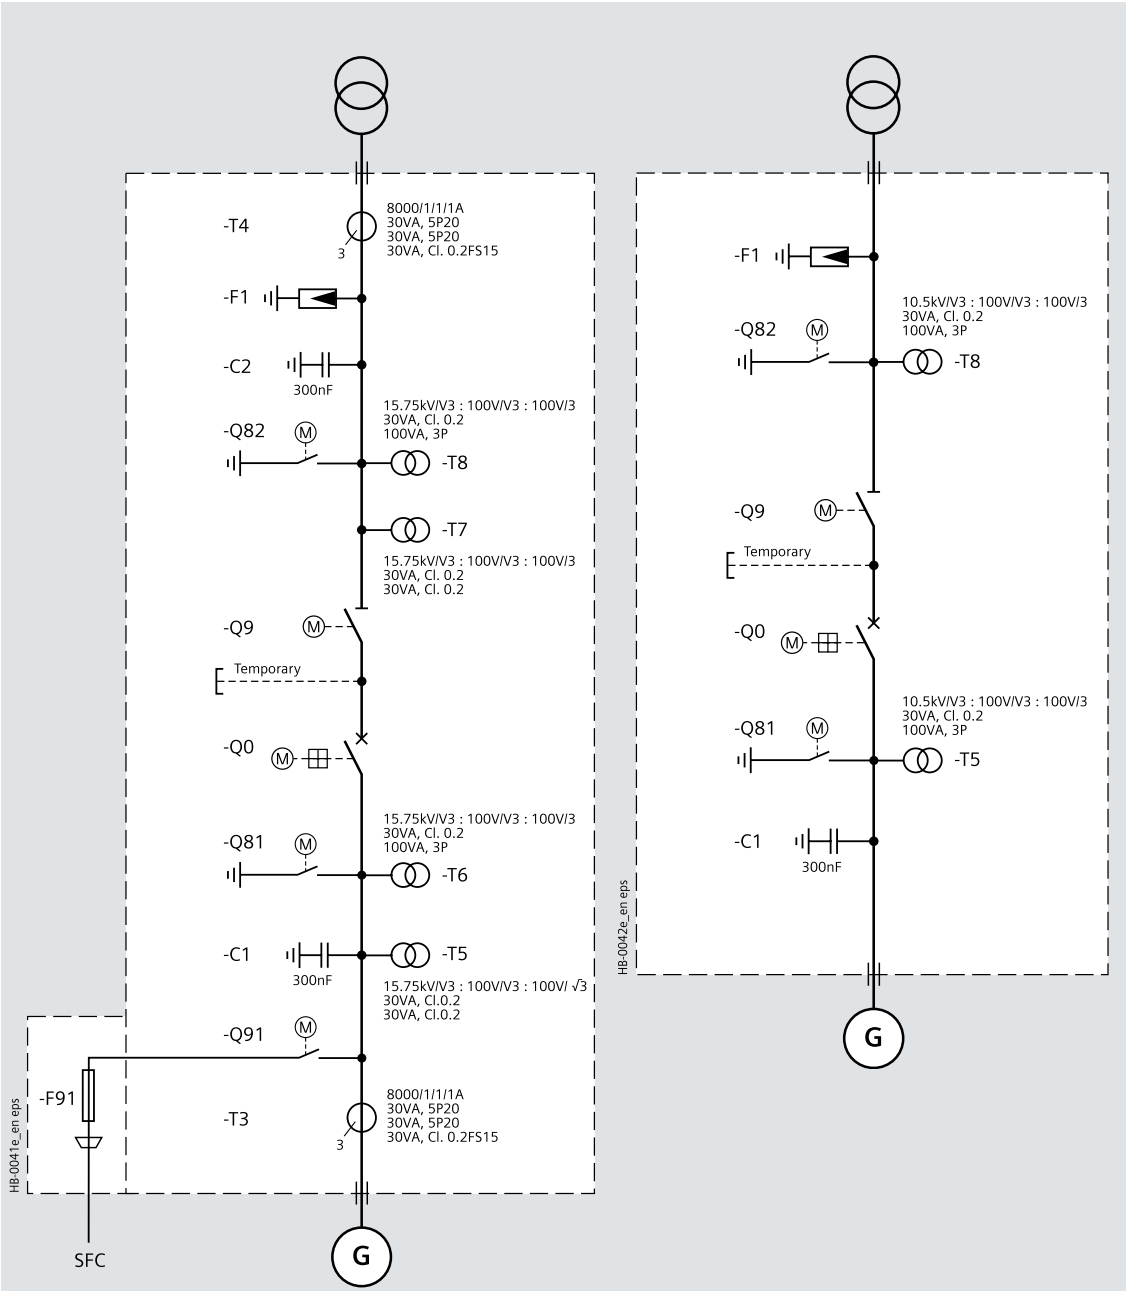 -T4
8000/1/1/1A
30VA, 5P20
30VA, 5P20
30VA, Cl. 0.2FS15
3
-F1
-C2
300nF
15.75kV/V3 : 100V/V3 : 100V/3
30VA, Cl. 0.2
100VA, 3P
-Q82
M
-T8
-T7
15.75kV/V3 : 100V/V3 : 100V/3
30VA, Cl. 0.2
30VA, Cl. 0.2
-Q9
M
Temporary
-Q0
M
15.75kV/V3 : 100V/V3 : 100V/3
30VA, Cl. 0.2
100VA, 3P
-Q81
M
-T6
-C1
300nF
-T5
15.75kV/V3 : 100V/V3 : 100V/ √3
30VA, Cl.0.2
30VA, Cl.0.2
-Q91
M
-F91
-T3
8000/1/1/1A
30VA, 5P20
30VA, 5P20
30VA, Cl. 0.2FS15
3
HB-0041e_en eps
SFC
G
-F1
10.5kV/V3 : 100V/V3 : 100V/3
30VA, Cl. 0.2
100VA, 3P
-Q82
M
-T8
-Q9
M
Temporary
-Q0
M
10.5kV/V3 : 100V/V3 : 100V/3
30VA, Cl. 0.2
100VA, 3P
-Q81
M
-T5
-C1
300nF
HB-0042e_en eps
G